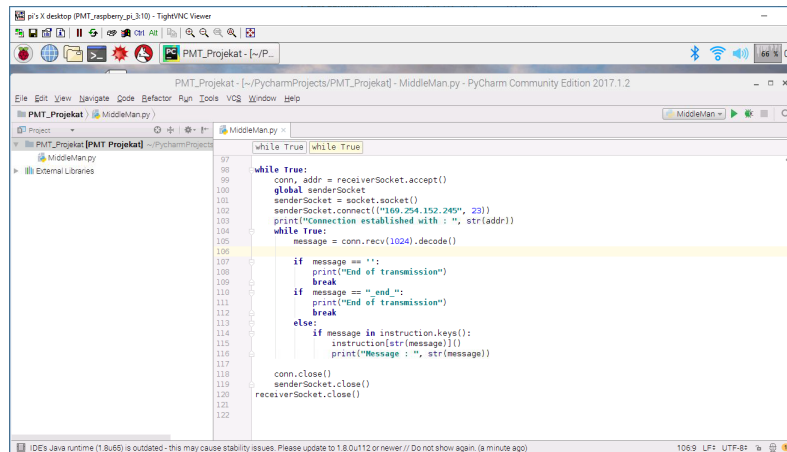 pi's X desktop (PMT_raspberry_pi_3:10) - TightVNC Viewer
Ctrl Alt
PMT_Projekat - [~/P...
66 %
PMT_Projekat - [~/PycharmProjects/PMT_Projekat] - MiddleMan.py - PyCharm Community Edition 2017.1.2
File Edit View Navigate Code Refactor Run Tools VCS Window Help
PMT_Projekat MiddleMan.py
MiddleMan
Project
MiddleMan.py
PMT_Projekat [PMT Projekat] ~/PycharmProjects
MiddleMan.py
External Libraries
while True while True
97
98 while True:
99 conn, addr = receiverSocket.accept()
100 global senderSocket
101 senderSocket = socket.socket()
102 senderSocket.connect(("169.254.152.245", 23))
103 print("Connection established with : ", str(addr))
104 while True:
105 message = conn.recv(1024).decode()
106
107 if message == '':
108 print("End of transmission")
109 break
110 if message == "_end_":
111 print("End of transmission")
112 break
113 else:
114 if message in instruction.keys():
115 instruction[str(message)]()
116 print("Message : ", str(message))
117
118 conn.close()
119 senderSocket.close()
120 receiverSocket.close()
121
122
IDE's Java runtime (1.8u65) is outdated - this may cause stability issues. Please update to 1.8.0u112 or newer // Do not show again. (a minute ago)
106:9 LF÷ UTF-8÷